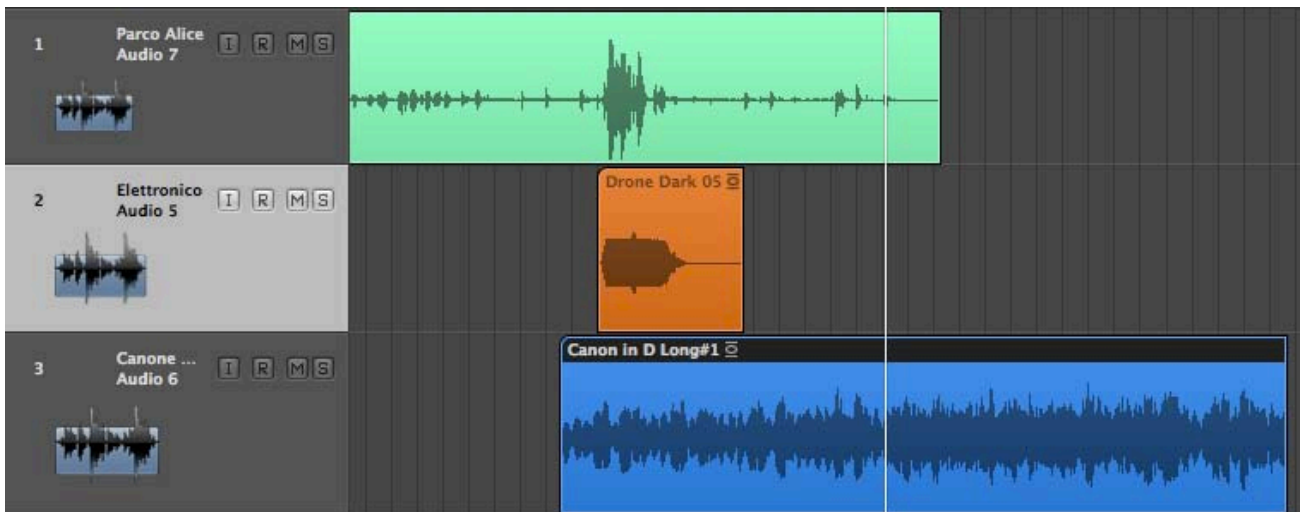 1 Parco Alice I R M S
Audio 7
2 Elettronico I R M S
Audio 5
Drone Dark 05
3 Canone ... I R M S
Audio 6
Canon in D Long#1